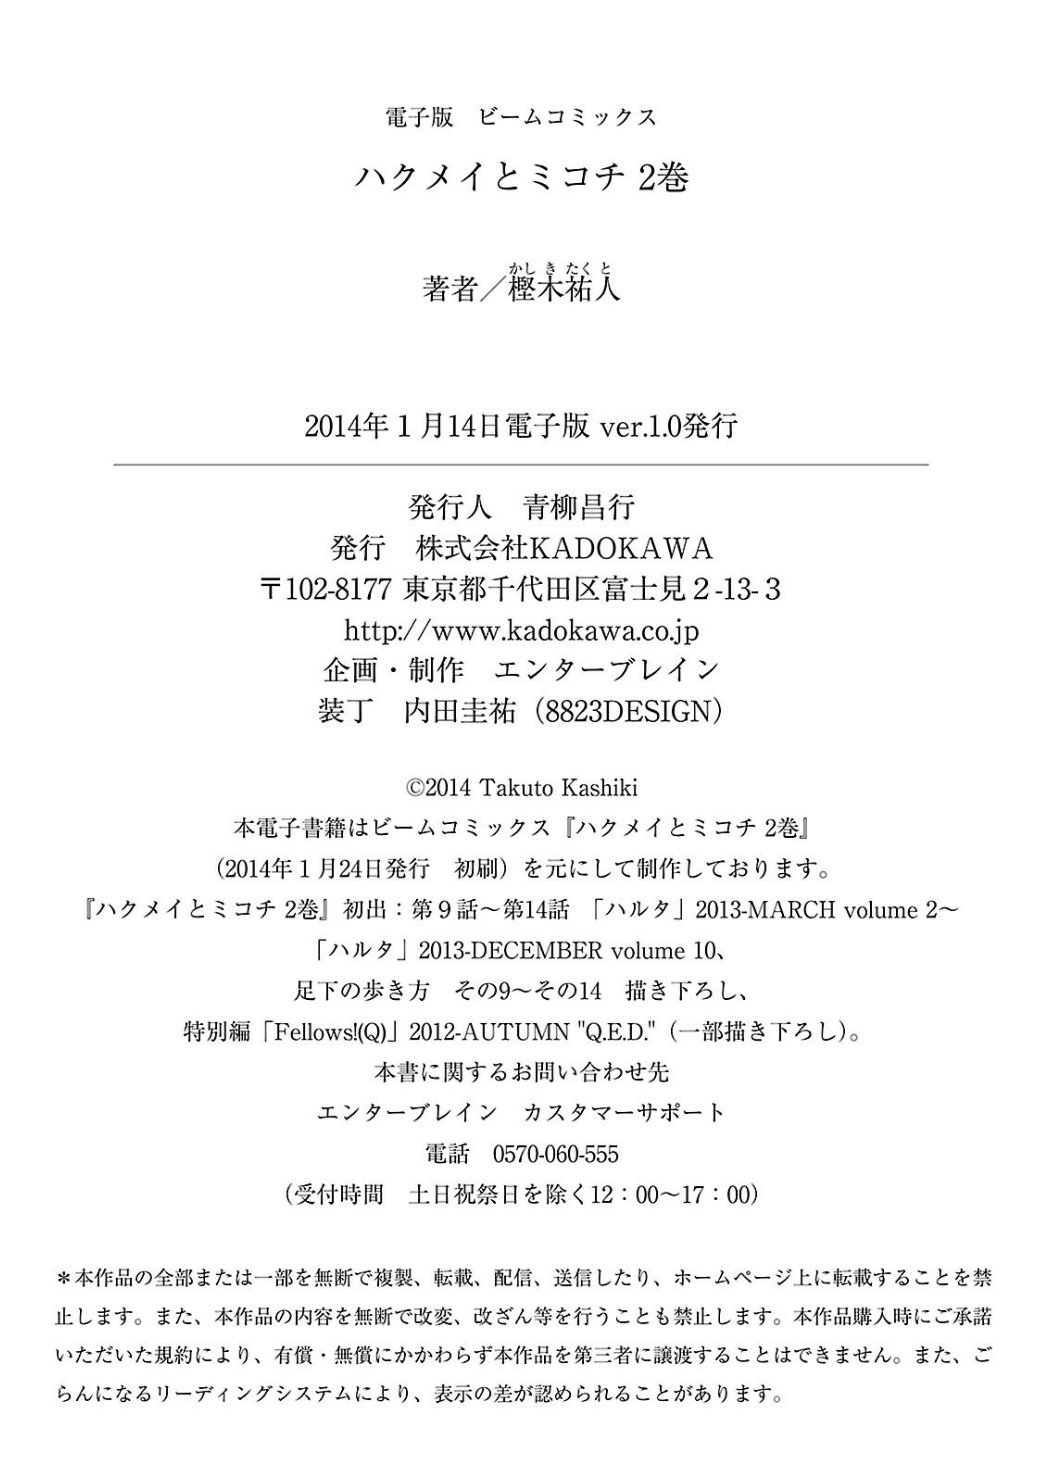 電子版　ビームコミックス
ハクメイとミコチ 2巻
かしき たくと
著者／樫木祐人
2014年１月14日電子版 ver.1.0発行
発行人　青柳昌行
発行　株式会社KADOKAWA
〒102-8177 東京都千代田区富士見２-13-３
http://www.kadokawa.co.jp
企画・制作　エンターブレイン
装丁　内田圭祐（8823DESIGN）
©2014 Takuto Kashiki
本電子書籍はビームコミックス『ハクメイとミコチ 2巻』
（2014年１月24日発行　初刷）を元にして制作しております。
『ハクメイとミコチ 2巻』初出：第９話〜第14話　「ハルタ」2013-MARCH volume 2〜
「ハルタ」2013-DECEMBER volume 10、
足下の歩き方　その9〜その14　描き下ろし、
特別編「Fellows!(Q)」2012-AUTUMN "Q.E.D."（一部描き下ろし）。
本書に関するお問い合わせ先
エンターブレイン　カスタマーサポート
電話　0570-060-555
（受付時間　土日祝祭日を除く12：00〜17：00）
＊本作品の全部または一部を無断で複製、転載、配信、送信したり、ホームページ上に転載することを禁
止します。また、本作品の内容を無断で改変、改ざん等を行うことも禁止します。本作品購入時にご承諾
いただいた規約により、有償・無償にかかわらず本作品を第三者に譲渡することはできません。また、ご
らんになるリーディングシステムにより、表示の差が認められることがあります。